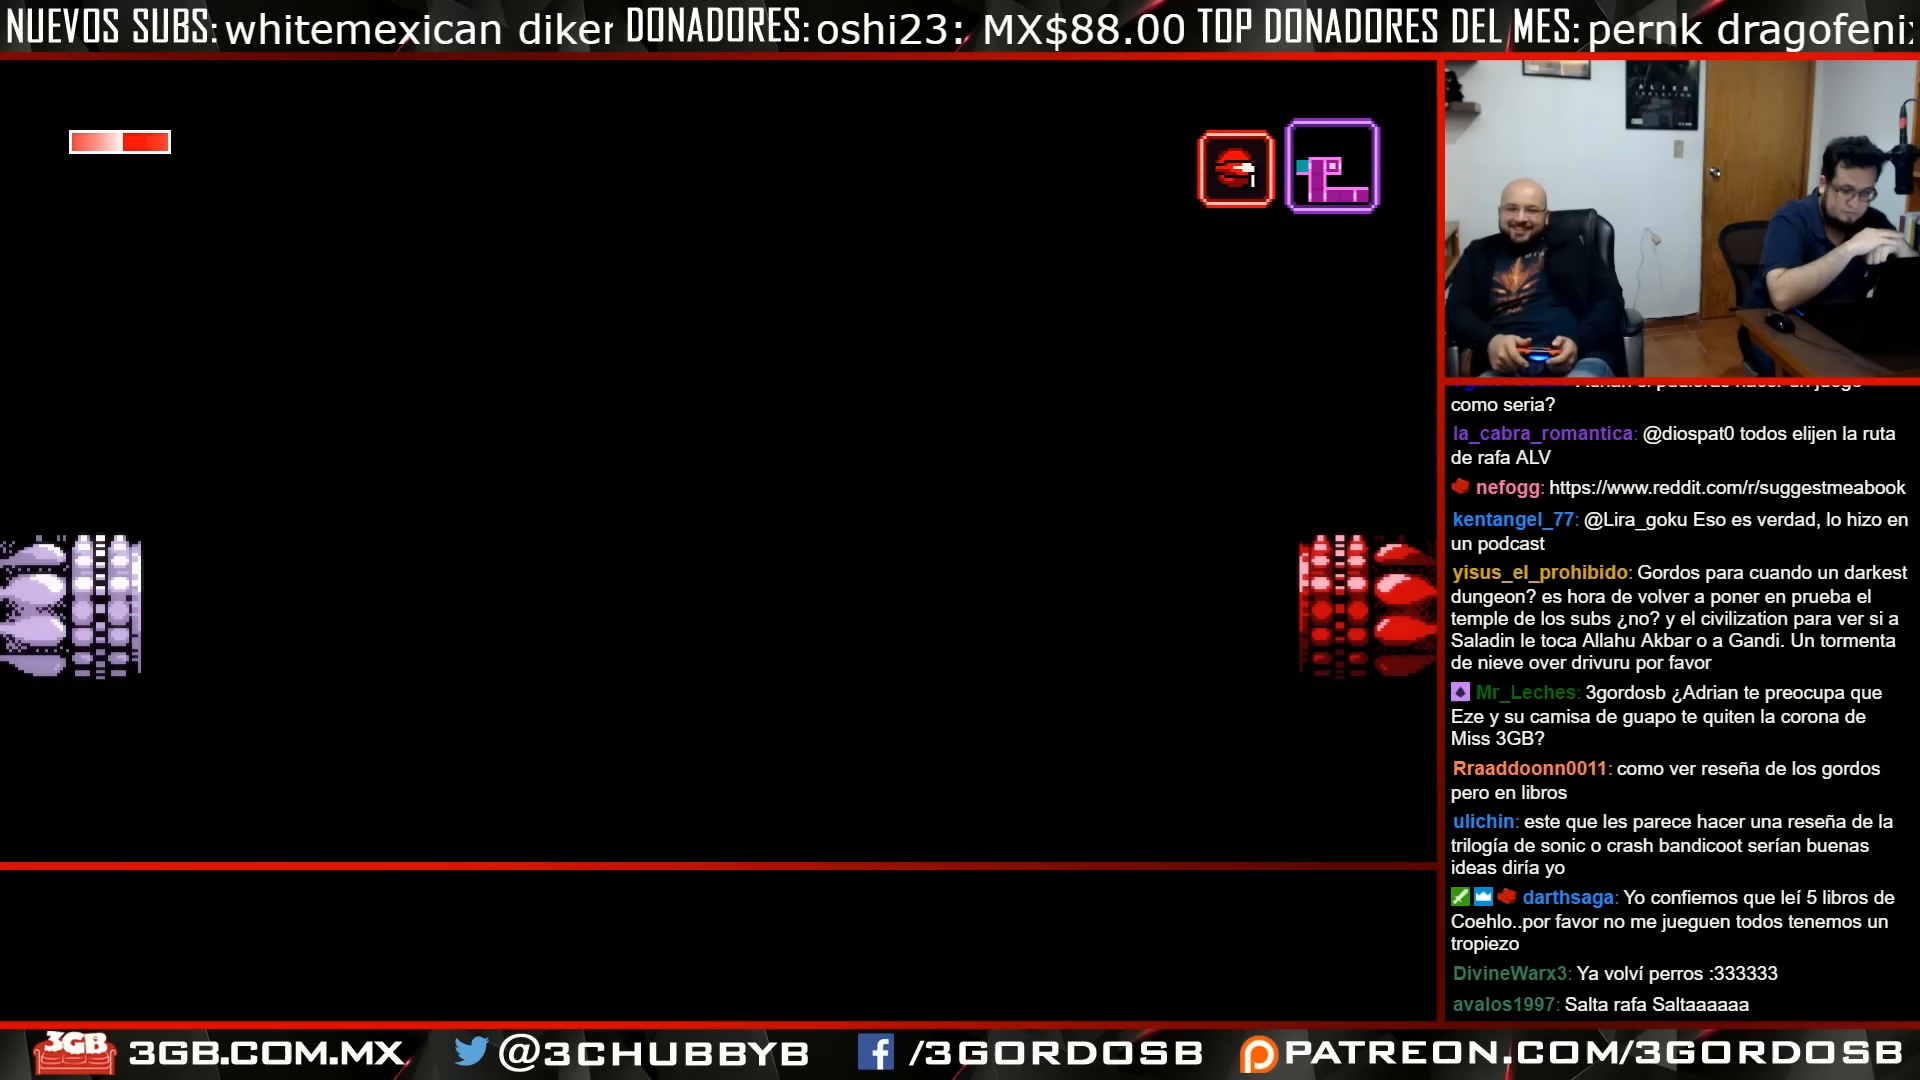 NUEVOS SUBS: whitemexican diker DONADORES: oshi23: MX$88.00 TOP DONADORES DEL MES: pernk dragofenix
ALIEN
como seria?
la_cabra_romantica: @diospat0 todos elijen la ruta
de rafa ALV
nefogg: https://www.reddit.com/r/suggestmeabook
kentangel_77: @Lira_goku Eso es verdad, lo hizo en
un podcast
yisus_el_prohibido: Gordos para cuando un darkest
dungeon? es hora de volver a poner en prueba el
temple de los subs ¿no? y el civilization para ver si a
Saladin le toca Allahu Akbar o a Gandi. Un tormenta
de nieve over drivuru por favor
Mr_Leches: 3gordosb ¿Adrian te preocupa que
Eze y su camisa de guapo te quiten la corona de
Miss 3GB?
Rraaddoonn0011: como ver reseña de los gordos
pero en libros
ulichin: este que les parece hacer una reseña de la
trilogía de sonic o crash bandicoot serían buenas
ideas diría yo
darthsaga: Yo confiemos que leí 5 libros de
Coehlo..por favor no me jueguen todos tenemos un
tropiezo
DivineWarx3: Ya volví perros :333333
avalos1997: Salta rafa Saltaaaaaa
3GB 3GB.COM.MX @3CHUBBYB /3GORDOSB PATREON.COM/3GORDOSB